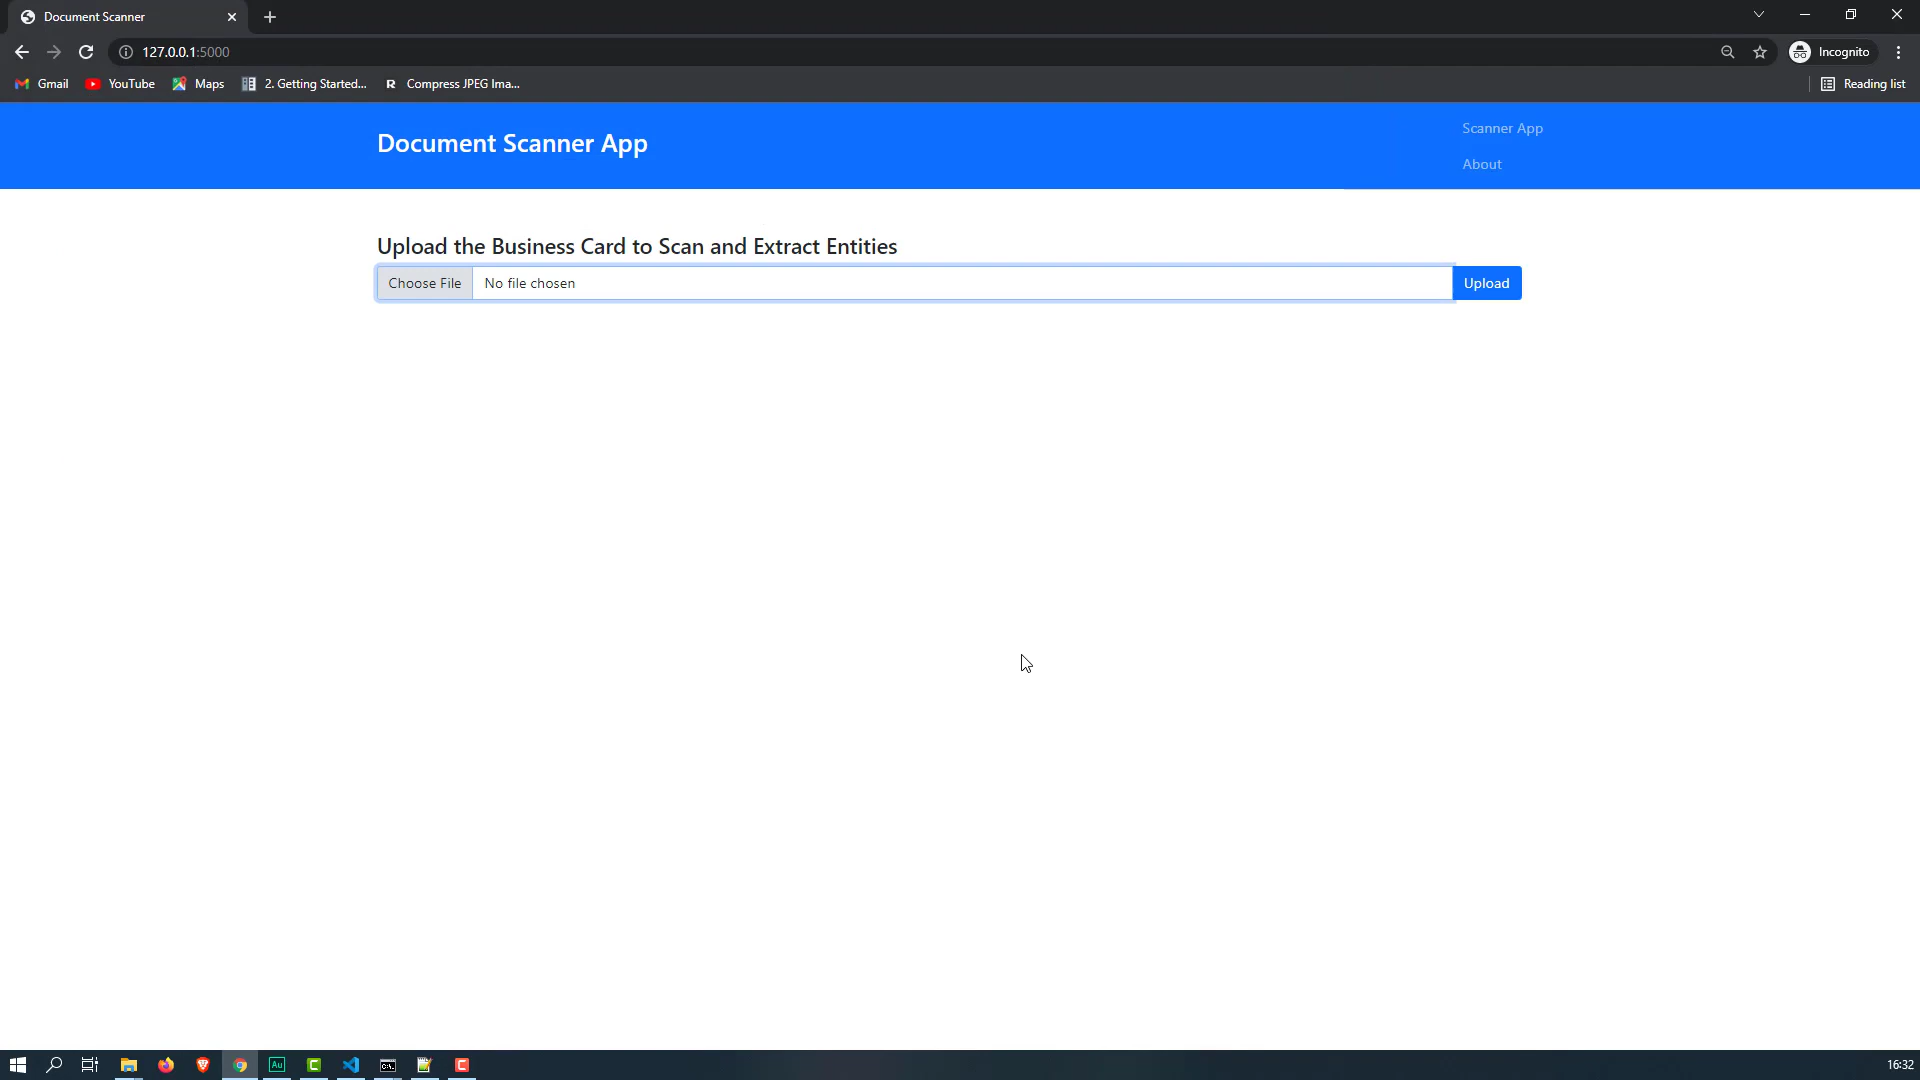 Document Scanner
127.0.0.1:5000
Incognito
Gmail
YouTube
Maps
2. Getting Started...
R
Compress JPEG Ima...
Reading list
Document Scanner App
Scanner App
About
Upload the Business Card to Scan and Extract Entities
Choose File
No file chosen
Upload
Au
C
C:\.
C
16:32